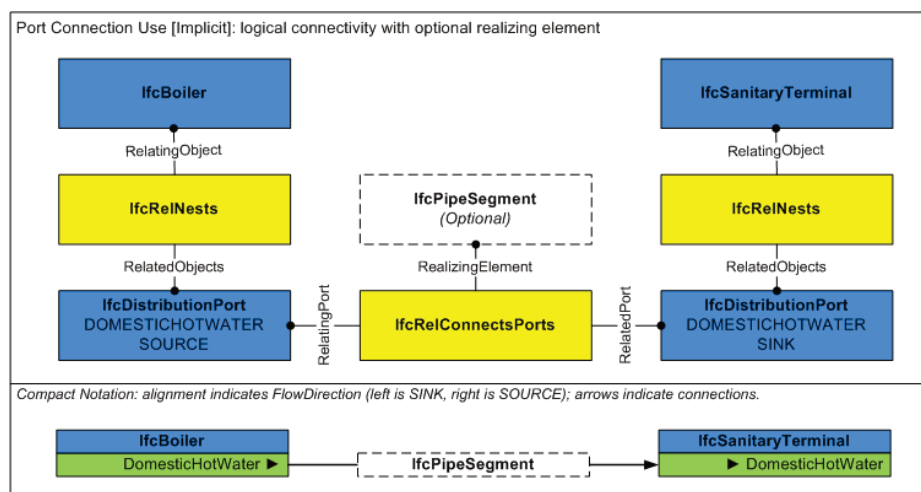 Port Connection Use [Implicit]: logical connectivity with optional realizing element
IfcBoiler
IfcSanitaryTerminal
RelatingObject
RelatingObject
IfcRelNests
IfcPipeSegment
(Optional)
IfcRelNests
RelatedObjects
RealizingElement
RelatedObjects
IfcDistributionPort
DOMESTICHOTWATER
SOURCE
RelatingPort
IfcRelConnectsPorts
RelatedPort
IfcDistributionPort
DOMESTICHOTWATER
SINK
Compact Notation: alignment indicates FlowDirection (left is SINK, right is SOURCE); arrows indicate connections.
IfcBoiler
IfcSanitaryTerminal
DomesticHotWater ►
IfcPipeSegment
► DomesticHotWater